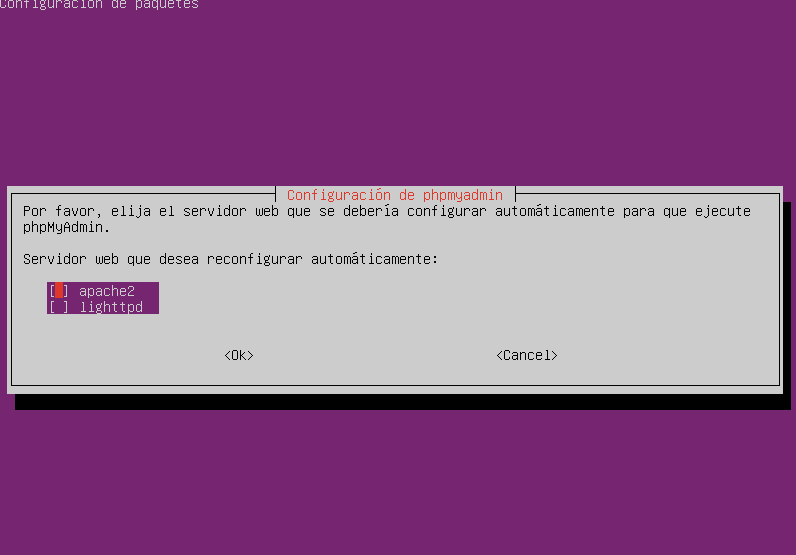 Configuración de paquetes
Configuración de phpmyadmin
Por favor, elija el servidor web que se debería configurar automáticamente para que ejecute
phpMyAdmin.
Servidor web que desea reconfigurar automáticamente:
[ ] apache2
[ ] lighttpd
<Ok> <Cancel>